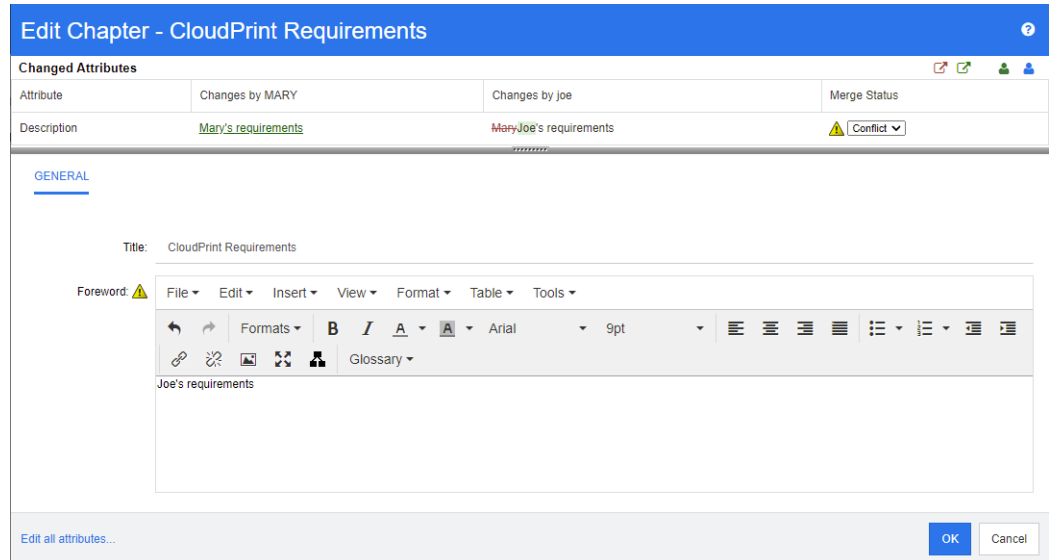 Edit Chapter - CloudPrint Requirements
Changed Attributes
Attribute Changes by MARY Changes by joe Merge Status
Description Mary's requirements MaryJoe's requirements Conflict
GENERAL
Title: CloudPrint Requirements
Foreword: File Edit Insert View Format Table Tools
Formats B I A A Arial 9pt
Glossary
Joe's requirements
Edit all attributes... OK Cancel